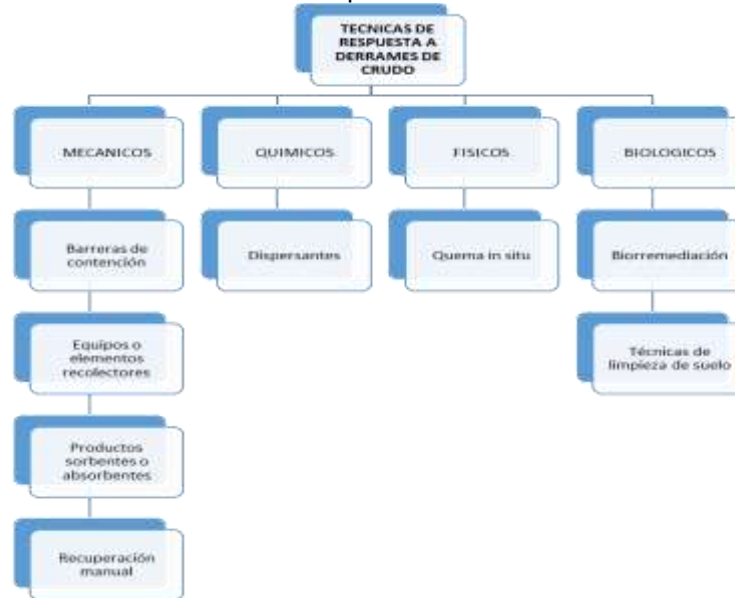 TECNICAS DE
RESPUESTA A
DERRAMES DE
CRUDO
MECANICOS
QUIMICOS
FISICOS
BIOLOGICOS
Barreras de
contención
Dispersantes
Quema in situ
Biorremediación
Equipos o
elementos
recolectores
Técnicas de
limpieza de suelo
Productos
sorbentes o
absorbentes
Recuperación
manual